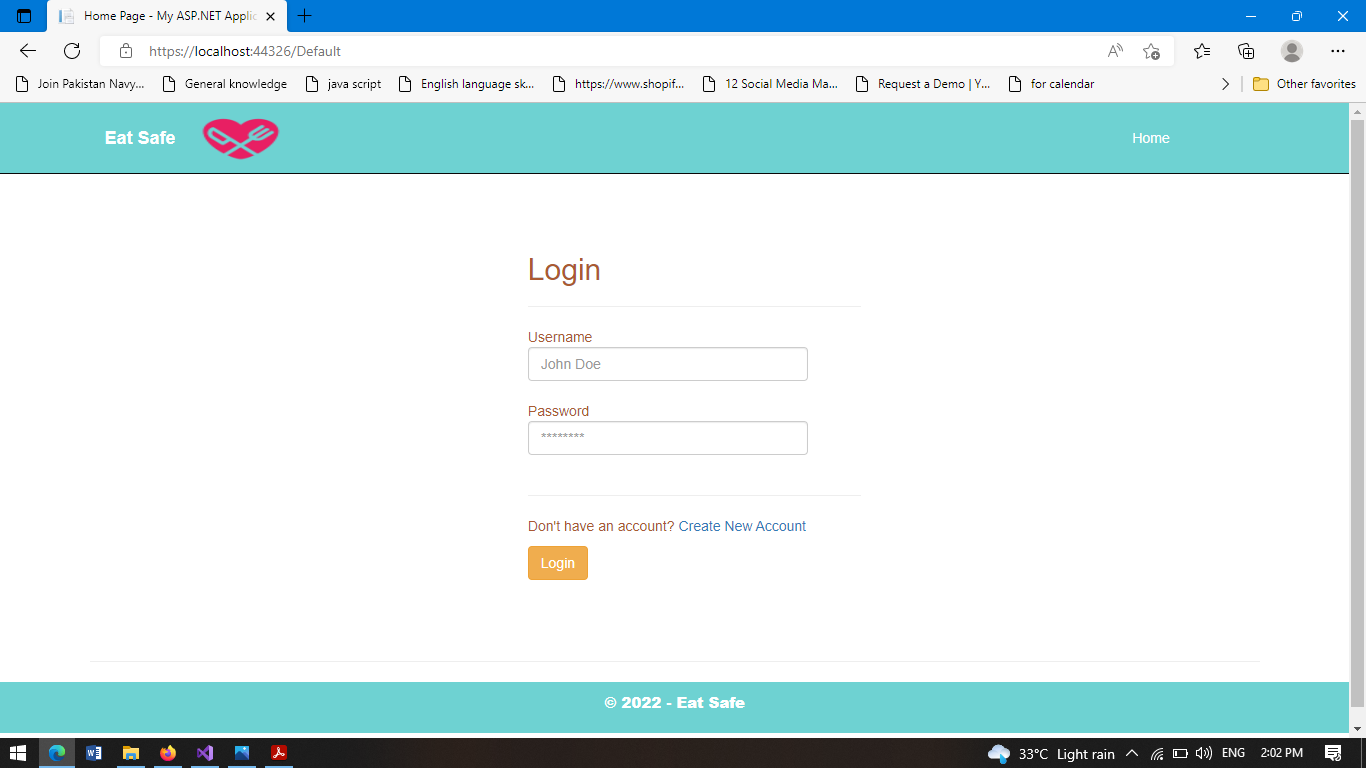 Home Page - My ASP.NET Applic
https://localhost:44326/Default
Join Pakistan Navy... General knowledge java script English language sk... https://www.shopif... 12 Social Media Ma... Request a Demo | Y... for calendar Other favorites
Eat Safe Home
Login
Username
John Doe
Password
********
Don't have an account? Create New Account
Login
© 2022 - Eat Safe
33°C Light rain ENG 2:02 PM